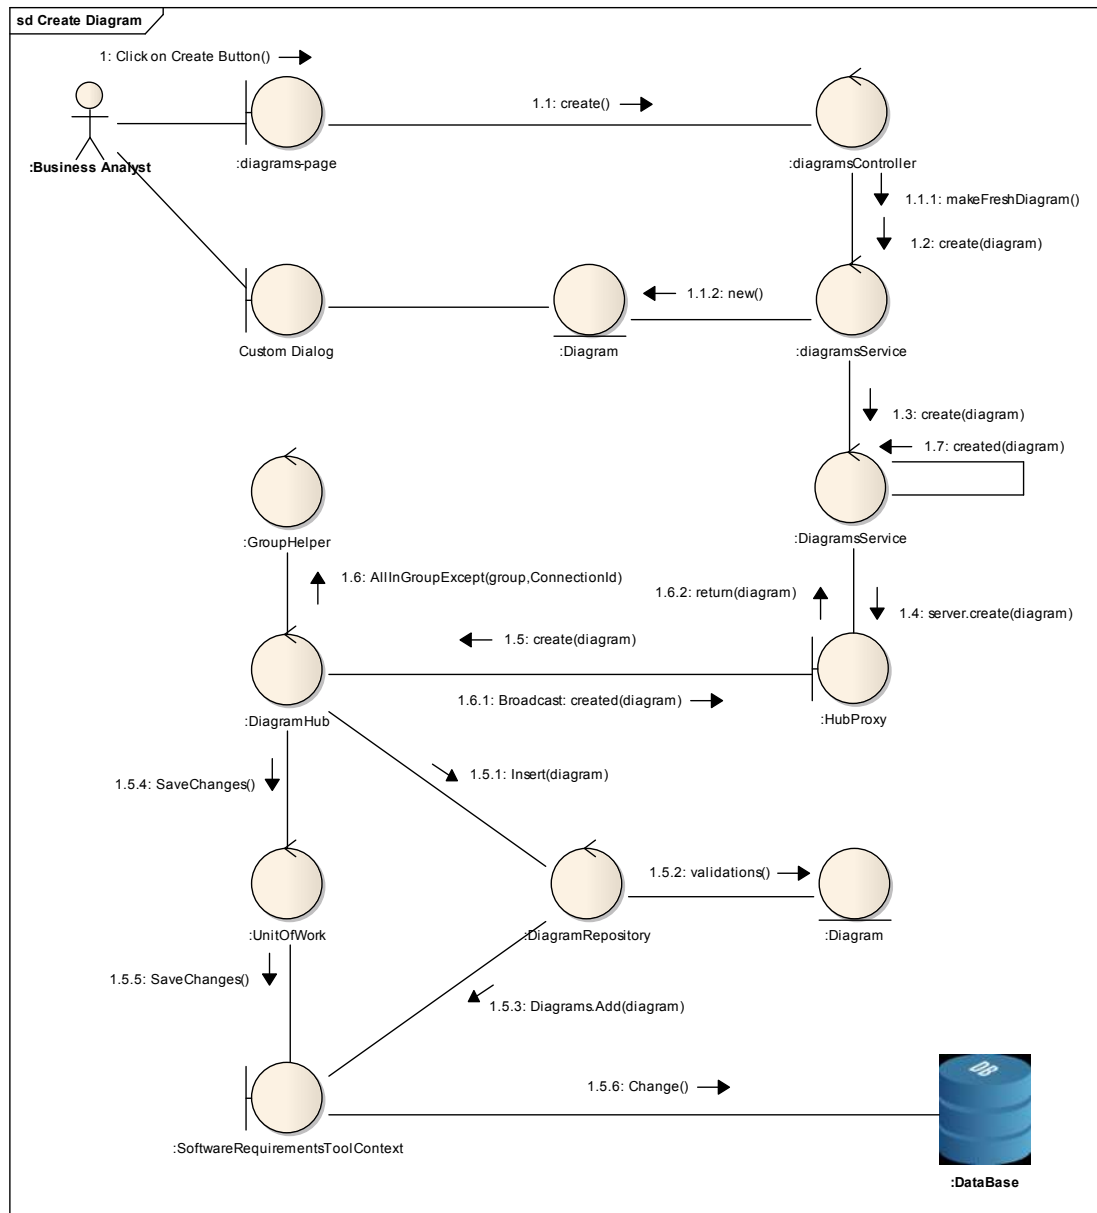 sd Create Diagram
1: Click on Create Button()
1.1: create()
:Business Analyst
:diagrams-page
:diagramsController
1.1.1: makeFreshDiagram()
1.2: create(diagram)
1.1.2: new()
Custom Dialog
:Diagram
:diagramsService
1.3: create(diagram)
1.7: created(diagram)
:GroupHelper
:DiagramsService
1.6: AllInGroupExcept(group,ConnectionId)
1.6.2: return(diagram)
1.4: server.create(diagram)
1.5: create(diagram)
1.6.1: Broadcast: created(diagram)
:DiagramHub
:HubProxy
1.5.4: SaveChanges()
1.5.1: Insert(diagram)
1.5.2: validations()
:UnitOfWork
:DiagramRepository
:Diagram
1.5.5: SaveChanges()
1.5.3: Diagrams.Add(diagram)
DB
1.5.6: Change()
:SoftwareRequirementsToolContext
:DataBase